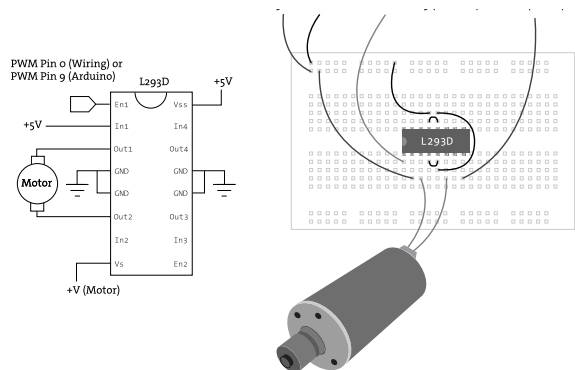 PWM Pin 0 (Wiring) or
PWM Pin 9 (Arduino)
L293D
+5V
En1
Vss
+5V
In1
In4
Out1
Out4
Motor
GND
GND
GND
GND
Out2
Out3
In2
In3
Vs
En2
+V (Motor)
L293D